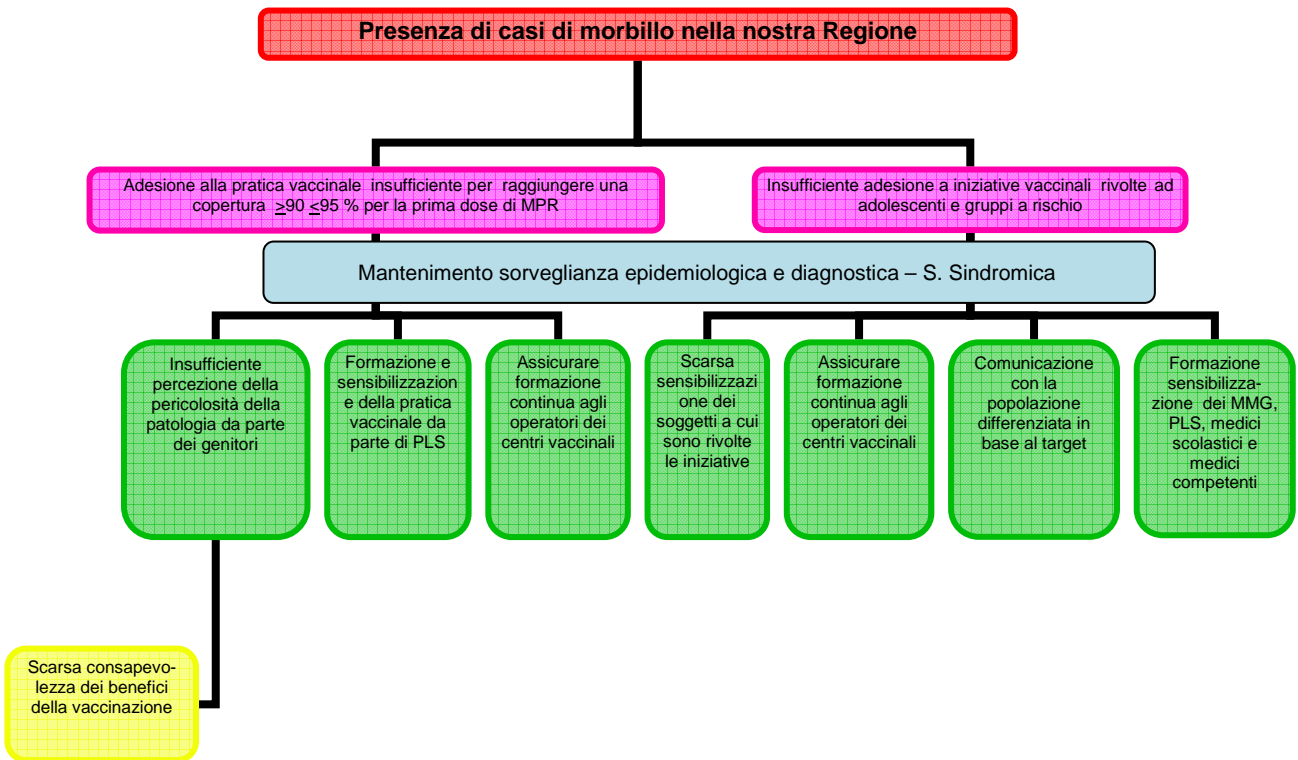 Presenza di casi di morbillo nella nostra Regione
Adesione alla pratica vaccinale insufficiente per raggiungere una
copertura >90 <95 % per la prima dose di MPR
Insufficiente adesione a iniziative vaccinali rivolte ad
adolescenti e gruppi a rischio
Mantenimento sorveglianza epidemiologica e diagnostica – S. Sindromica
Insufficiente
percezione della
pericolosità della
patologia da parte
dei genitori
Formazione e
sensibilizzazion
e della pratica
vaccinale da
parte di PLS
Assicurare
formazione
continua agli
operatori dei
centri vaccinali
Scarsa
sensibilizzazi
one dei
soggetti a cui
sono rivolte
le iniziative
Assicurare
formazione
continua agli
operatori dei
centri vaccinali
Comunicazione
con la
popolazione
differenziata in
base al target
Formazione
sensibilizza-
zione dei MMG,
PLS, medici
scolastici e
medici
competenti
Scarsa consapevo-
lezza dei benefici
della vaccinazione